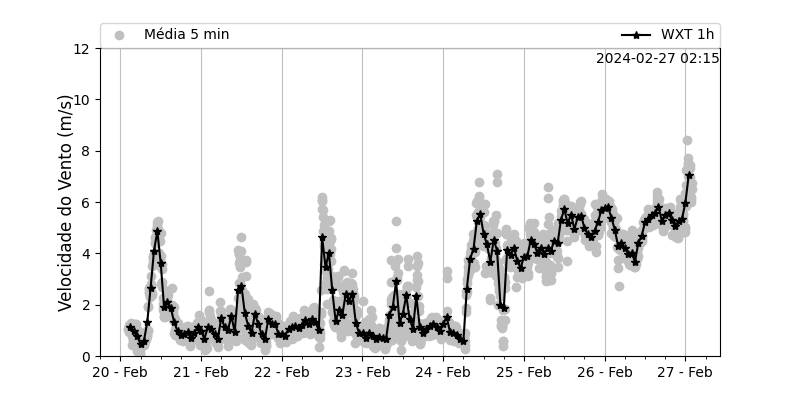 Média 5 min
WXT 1h
2024-02-27 02:15
Velocidade do Vento (m/s)
12
10
8
6
4
2
0
20 - Feb 21 - Feb 22 - Feb 23 - Feb 24 - Feb 25 - Feb 26 - Feb 27 - Feb